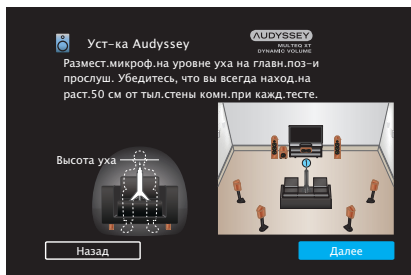 Уст-ка Audyssey
AUDYSSEY
MULTEQ XT
DYNAMIC VOLUME
Размест.микроф.на уровне уха на главн.поз-и
прослуш. Убедитесь, что вы всегда наход.на
раст.50 см от тыл.стены комн.при кажд.тесте.
Высота уха
Назад
Далее